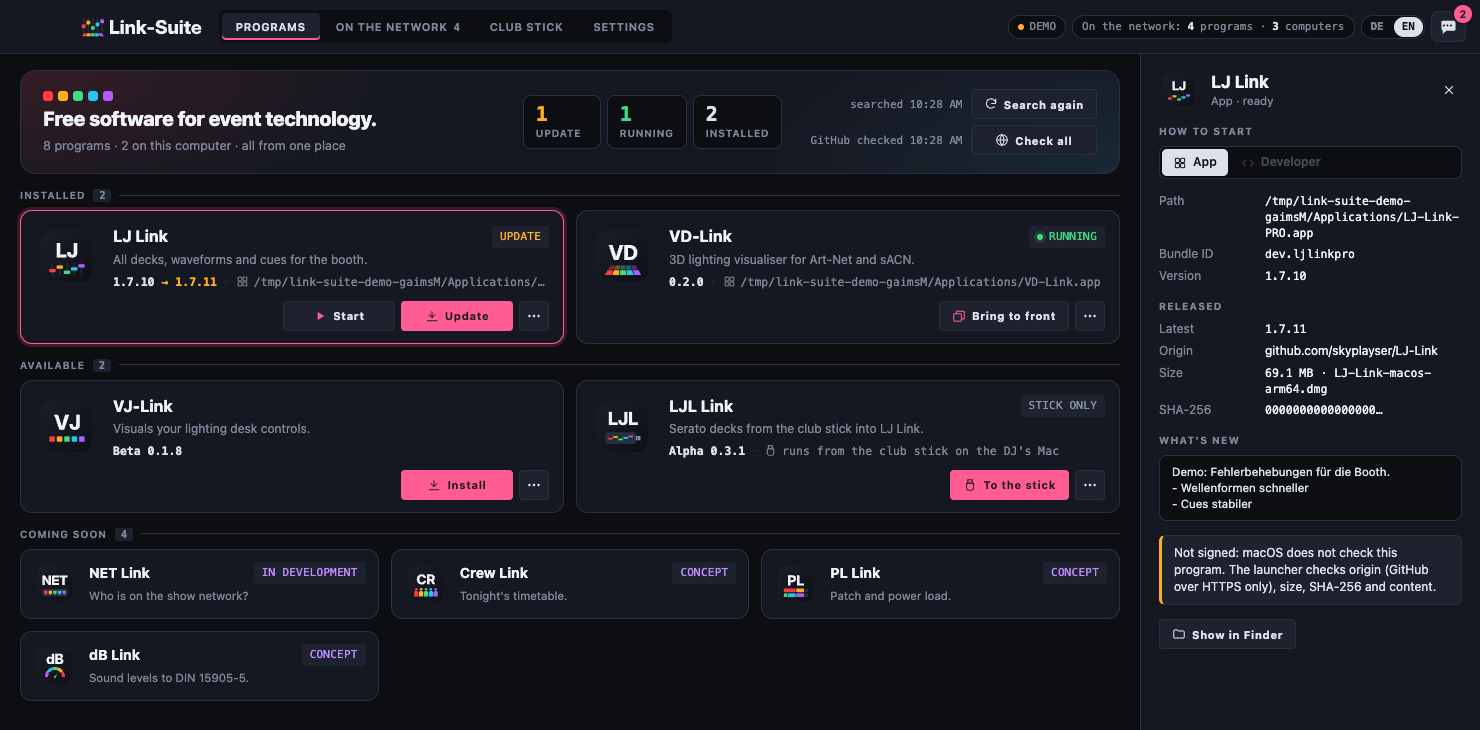 Link-Suite
PROGRAMS
ON THE NETWORK 4
CLUB STICK
SETTINGS
DEMO
On the network: 4 programs · 3 computers
DE EN
2
Free software for event technology.
8 programs · 2 on this computer · all from one place
1
UPDATE
1
RUNNING
2
INSTALLED
searched 10:28 AM
Search again
GitHub checked 10:28 AM
Check all
INSTALLED 2
LJ
LJ Link
UPDATE
All decks, waveforms and cues for the booth.
1.7.10 → 1.7.11 · /tmp/link-suite-demo-gaimsM/Applications/…
Start
Update
VD
VD-Link
RUNNING
3D lighting visualiser for Art-Net and sACN.
0.2.0 · /tmp/link-suite-demo-gaimsM/Applications/VD-Link.app
Bring to front
AVAILABLE 2
VJ
VJ-Link
Visuals your lighting desk controls.
Beta 0.1.8
Install
LJL
LJL Link
STICK ONLY
Serato decks from the club stick into LJ Link.
Alpha 0.3.1 · runs from the club stick on the DJ's Mac
To the stick
COMING SOON 4
NET
NET Link
IN DEVELOPMENT
Who is on the show network?
CR
Crew Link
CONCEPT
Tonight's timetable.
PL
PL Link
CONCEPT
Patch and power load.
dB
dB Link
CONCEPT
Sound levels to DIN 15905-5.
LJ
LJ Link
App · ready
HOW TO START
App
Developer
Path /tmp/link-suite-demo-
gaimsM/Applications/LJ-Link-
PRO.app
Bundle ID dev.ljlinkpro
Version 1.7.10
RELEASED
Latest 1.7.11
Origin github.com/skyplayser/LJ-Link
Size 69.1 MB · LJ-Link-macos-
arm64.dmg
SHA-256 0000000000000000…
WHAT'S NEW
Demo: Fehlerbehebungen für die Booth.
- Wellenformen schneller
- Cues stabiler
Not signed: macOS does not check this
program. The launcher checks origin (GitHub
over HTTPS only), size, SHA-256 and content.
Show in Finder